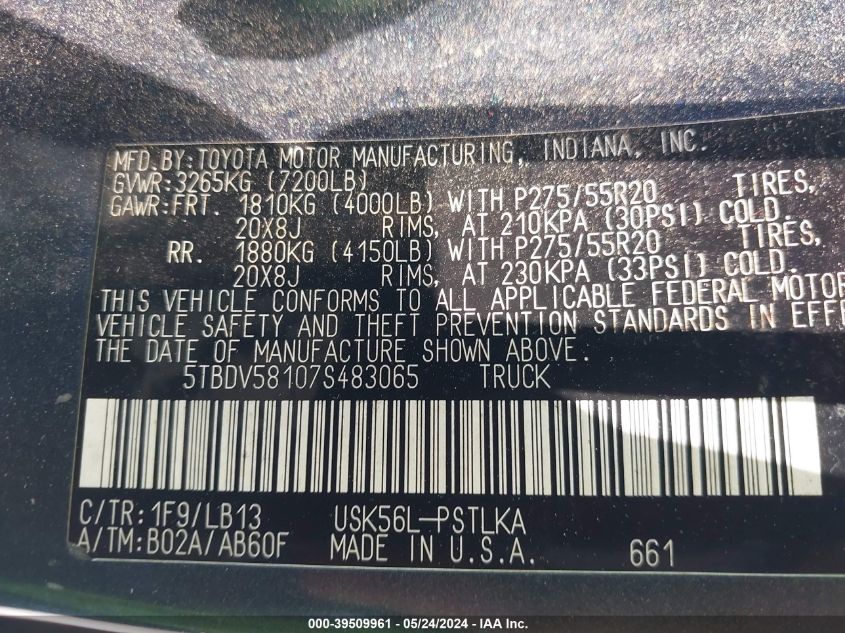 MFD. BY: TOYOTA MOTOR MANUFACTURING, INDIANA, INC.
GVWR: 3265KG (7200LB)
GAWR: FRT. 1810KG (4000LB) WITH P275/55R20 TIRES,
20X8J RIMS, AT 210KPA (30PSI) COLD.
RR. 1880KG (4150LB) WITH P275/55R20 TIRES,
20X8J RIMS, AT 230KPA (33PSI) COLD.
THIS VEHICLE CONFORMS TO ALL APPLICABLE FEDERAL MOTOR
VEHICLE SAFETY AND THEFT PREVENTION STANDARDS IN EFFE
THE DATE OF MANUFACTURE SHOWN ABOVE.
5TBDV58107S483065 TRUCK
C/TR: 1F9/LB13 USK56L-PSTLKA
A/TM: B02A/AB60F MADE IN U.S.A. 661
000-39509961 - 05/24/2024 - IAA Inc.